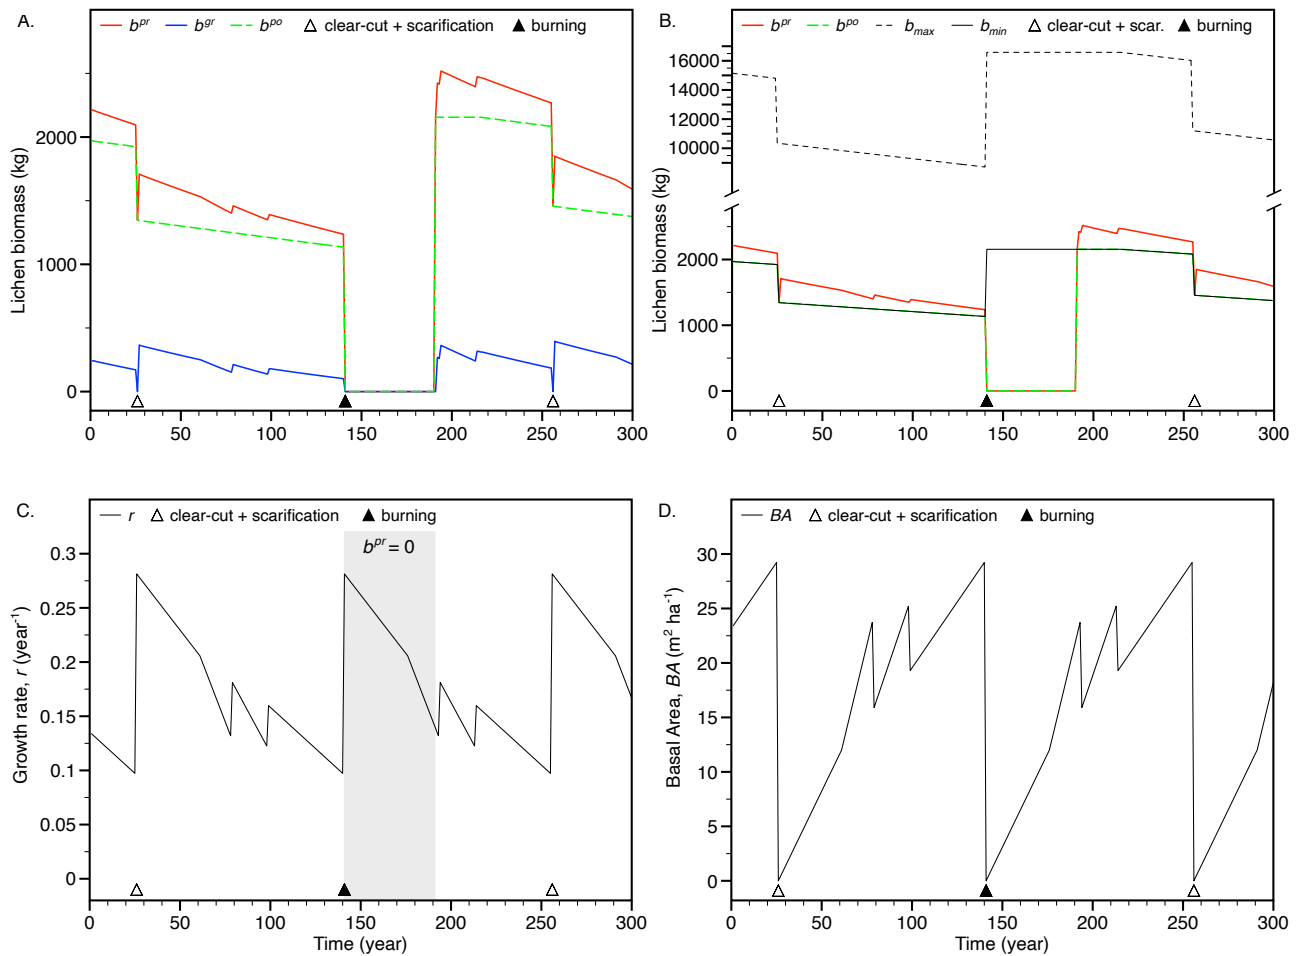 A. b^pr b^gr b^po △ clear-cut + scarification ▲ burning
Lichen biomass (kg)
2000
1000
0
0 50 100 150 200 250 300
B. b^pr b^po b_max b_min △ clear-cut + scar. ▲ burning
Lichen biomass (kg)
16000
14000
12000
10000
2000
1000
0
0 50 100 150 200 250 300
C. r △ clear-cut + scarification ▲ burning
b^pr = 0
Growth rate, r (year^-1)
0.3
0.25
0.2
0.15
0.1
0.05
0
0 50 100 150 200 250 300
Time (year)
D. BA △ clear-cut + scarification ▲ burning
Basal Area, BA (m^2 ha^-1)
30
25
20
15
10
5
0
0 50 100 150 200 250 300
Time (year)